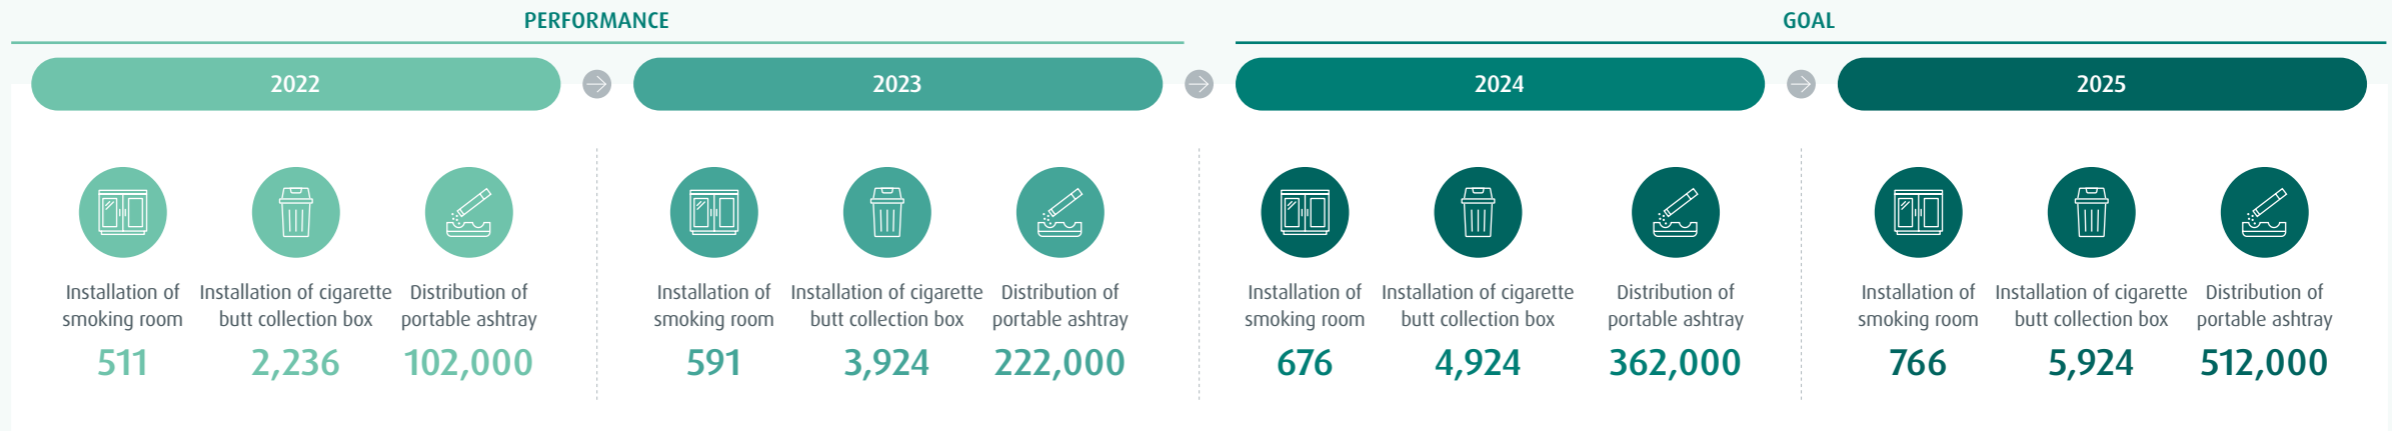 PERFORMANCE
GOAL
2022
2023
2024
2025
Installation of
smoking room
511
Installation of cigarette
butt collection box
2,236
Distribution of
portable ashtray
102,000
Installation of
smoking room
591
Installation of cigarette
butt collection box
3,924
Distribution of
portable ashtray
222,000
Installation of
smoking room
676
Installation of cigarette
butt collection box
4,924
Distribution of
portable ashtray
362,000
Installation of
smoking room
766
Installation of cigarette
butt collection box
5,924
Distribution of
portable ashtray
512,000